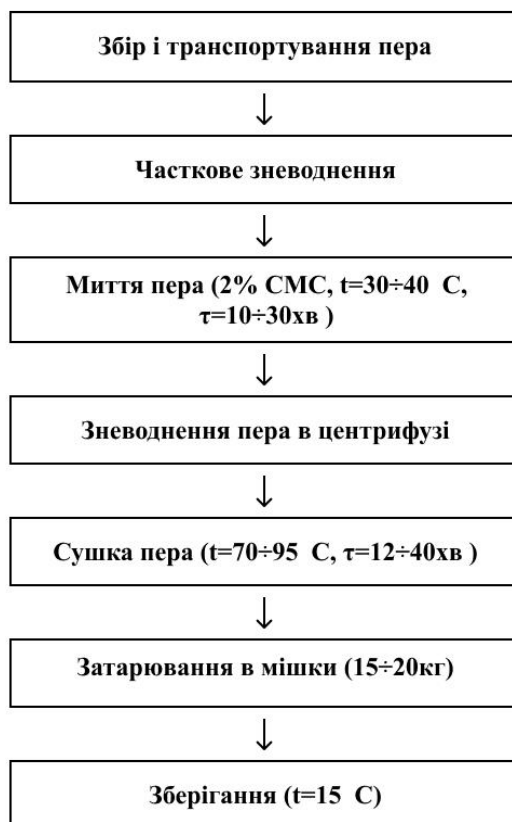 Збір і транспортування пера
↓
Часткове зневоднення
↓
Миття пера (2% СМС, t=30÷40 С,
τ=10÷30хв )
↓
Зневоднення пера в центрифузі
↓
Сушка пера (t=70÷95 С, τ=12÷40хв )
↓
Затарювання в мішки (15÷20кг)
↓
Зберігання (t=15 С)